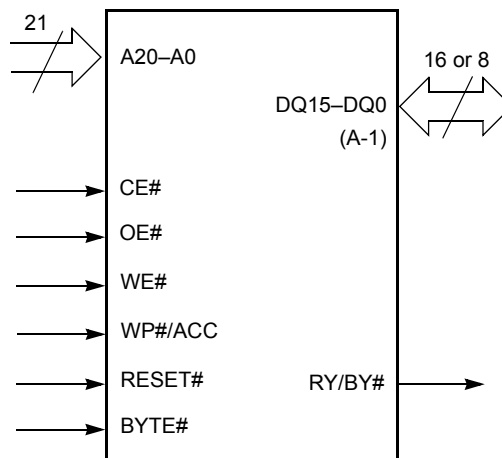 21
A20–A0
16 or 8
DQ15–DQ0
(A-1)
CE#
OE#
WE#
WP#/ACC
RESET#
RY/BY#
BYTE#